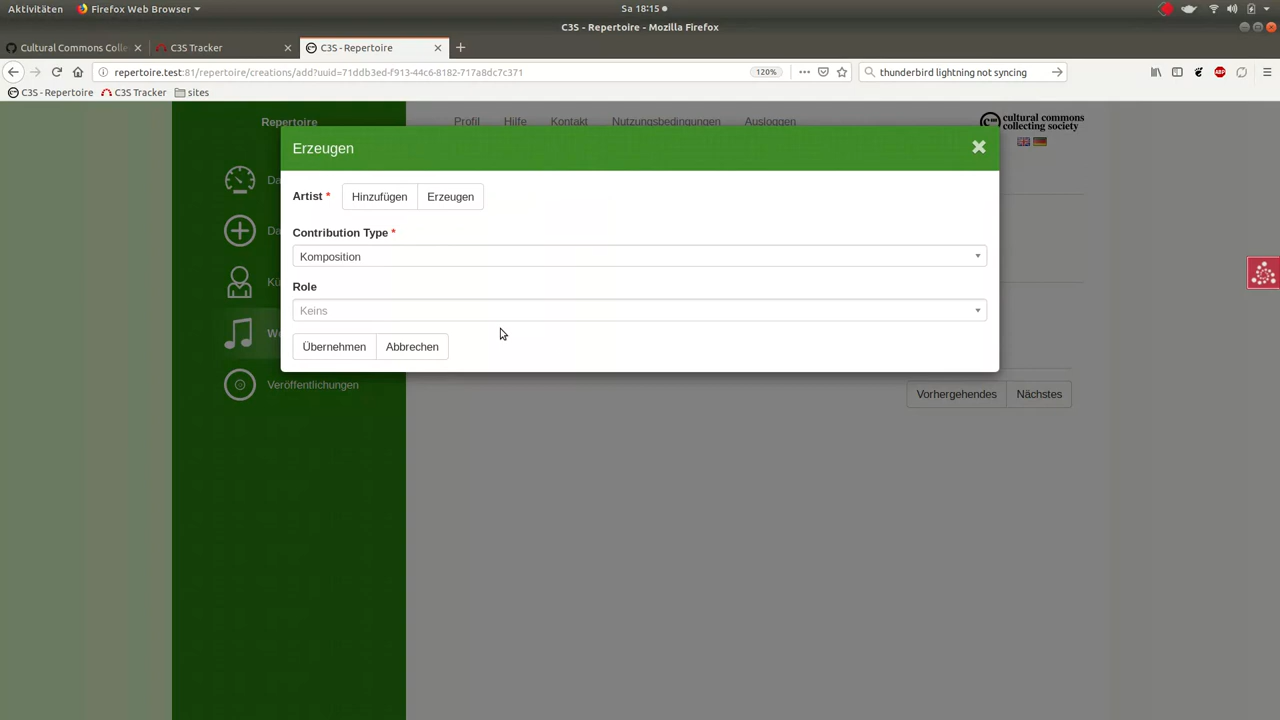 Aktivitäten Firefox Web Browser Sa 18:15
C3S - Repertoire - Mozilla Firefox
Cultural Commons Colle C3S Tracker C3S - Repertoire
repertoire.test:81/repertoire/creations/add?uuid=71ddb3ed-f913-44c6-8182-717a8dc7c371 120% thunderbird lightning not syncing
C3S - Repertoire C3S Tracker sites
Repertoire Profil Hilfe Kontakt Nutzungsbedingungen Ausloggen
cultural commons
collecting society
Erzeugen
Artist * Hinzufügen Erzeugen
Contribution Type *
Komposition
Role
Keins
Übernehmen Abbrechen
Veröffentlichungen
Vorhergehendes Nächstes